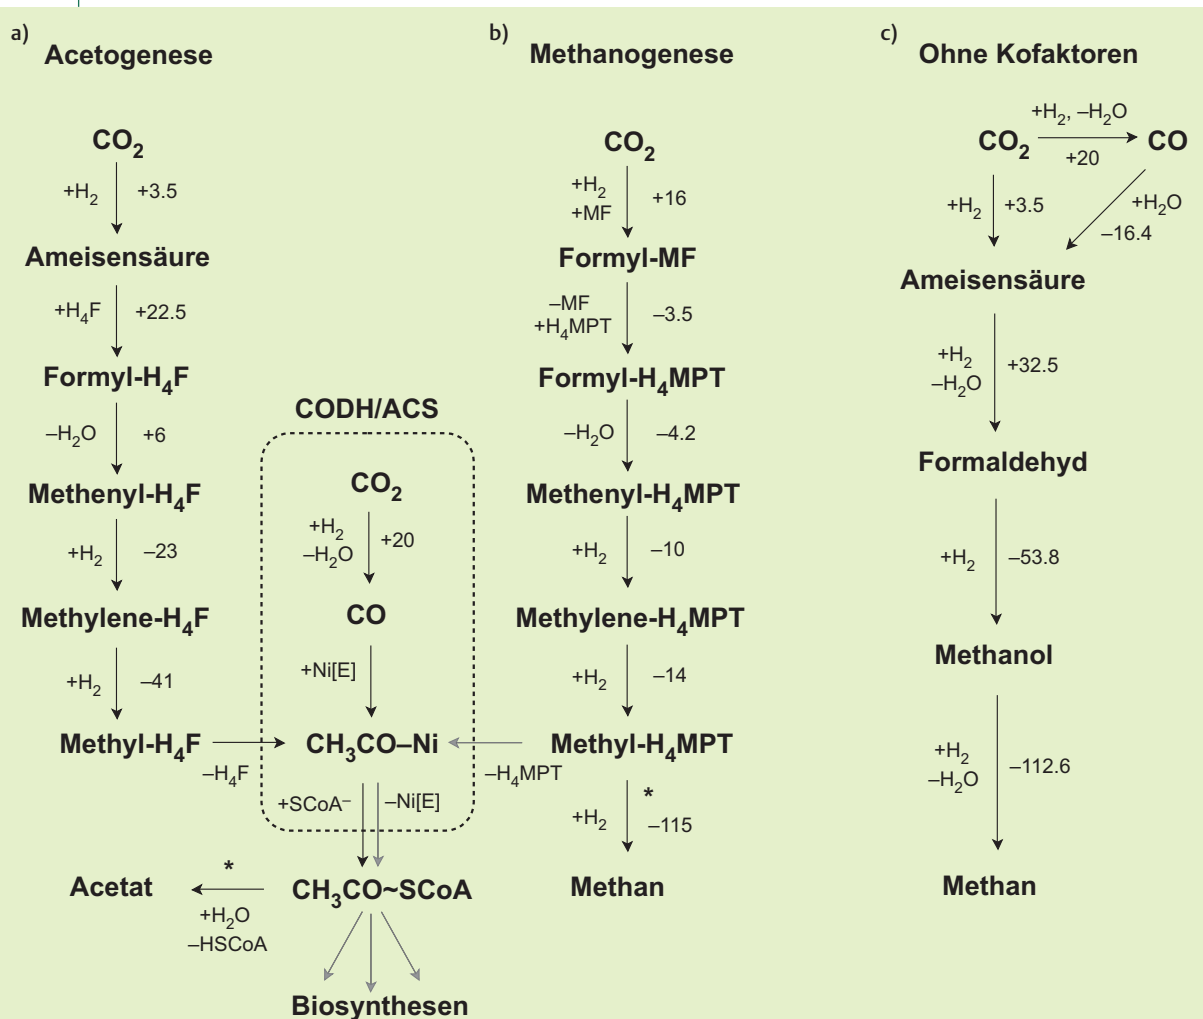 a)
Acetogenese
CO2
+H2
+3.5
Ameisensäure
+H4F
+22.5
Formyl-H4F
–H2O
+6
Methenyl-H4F
+H2
–23
Methylene-H4F
+H2
–41
Methyl-H4F
–H4F
CODH/ACS
CO2
+H2
–H2O
+20
CO
+Ni[E]
CH3CO–Ni
+SCoA–
–Ni[E]
CH3CO~SCoA
*
+H2O
–HSCoA
Acetat
Biosynthesen
b)
Methanogenese
CO2
+H2
+MF
+16
Formyl-MF
–MF
+H4MPT
–3.5
Formyl-H4MPT
–H2O
–4.2
Methenyl-H4MPT
+H2
–10
Methylene-H4MPT
+H2
–14
Methyl-H4MPT
–H4MPT
*
+H2
–115
Methan
c)
Ohne Kofaktoren
CO2
+H2, –H2O
+20
CO
+H2
+3.5
+H2O
–16.4
Ameisensäure
+H2
–H2O
+32.5
Formaldehyd
+H2
–53.8
Methanol
+H2
–H2O
–112.6
Methan